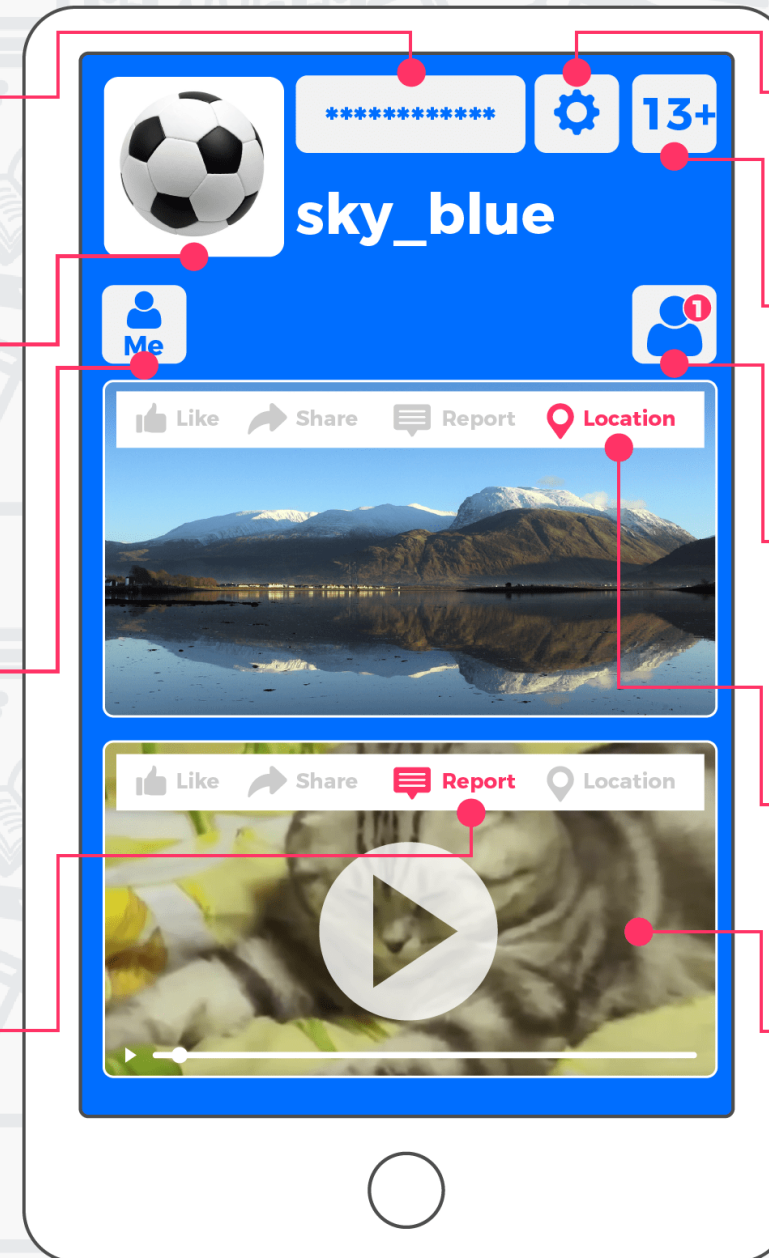 ************
13+
sky_blue
1
Me
Like Share Report Location
Like Share Report Location